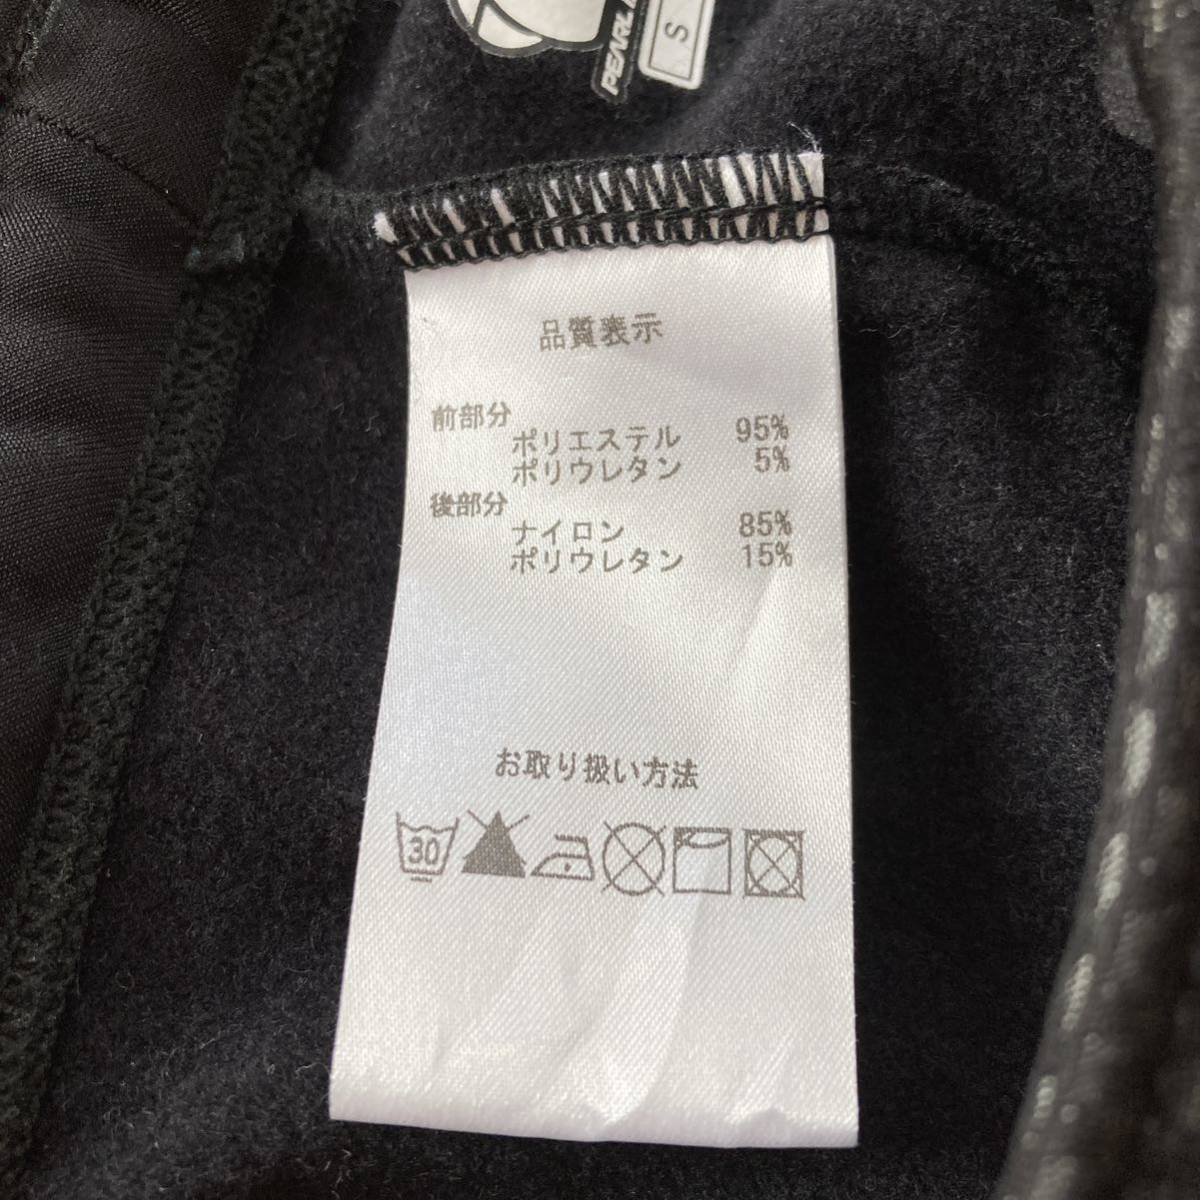 PEARL
S
品質表示
前部分
ポリエステル 95%
ポリウレタン 5%
後部分
ナイロン 85%
ポリウレタン 15%
お取り扱い方法
30